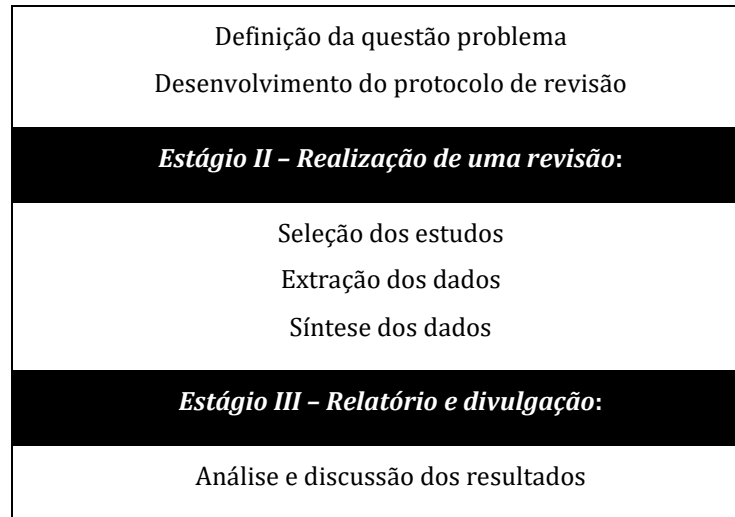 Definição da questão problema
Desenvolvimento do protocolo de revisão
Estágio II – Realização de uma revisão:
Seleção dos estudos
Extração dos dados
Síntese dos dados
Estágio III – Relatório e divulgação:
Análise e discussão dos resultados